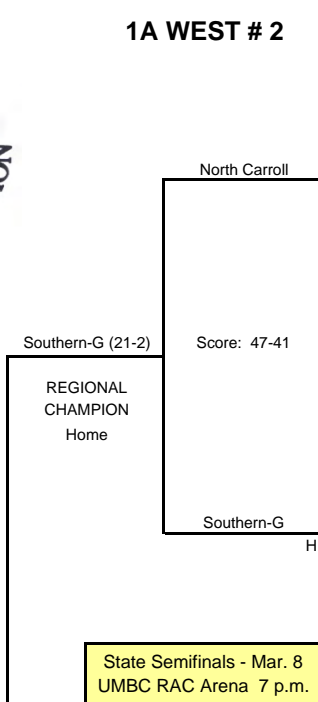 1A WEST # 2
North Carroll
Southern-G (21-2)
Score: 47-41
REGIONAL
CHAMPION
Home
Southern-G
H
State Semifinals - Mar. 8
UMBC RAC Arena 7 p.m.